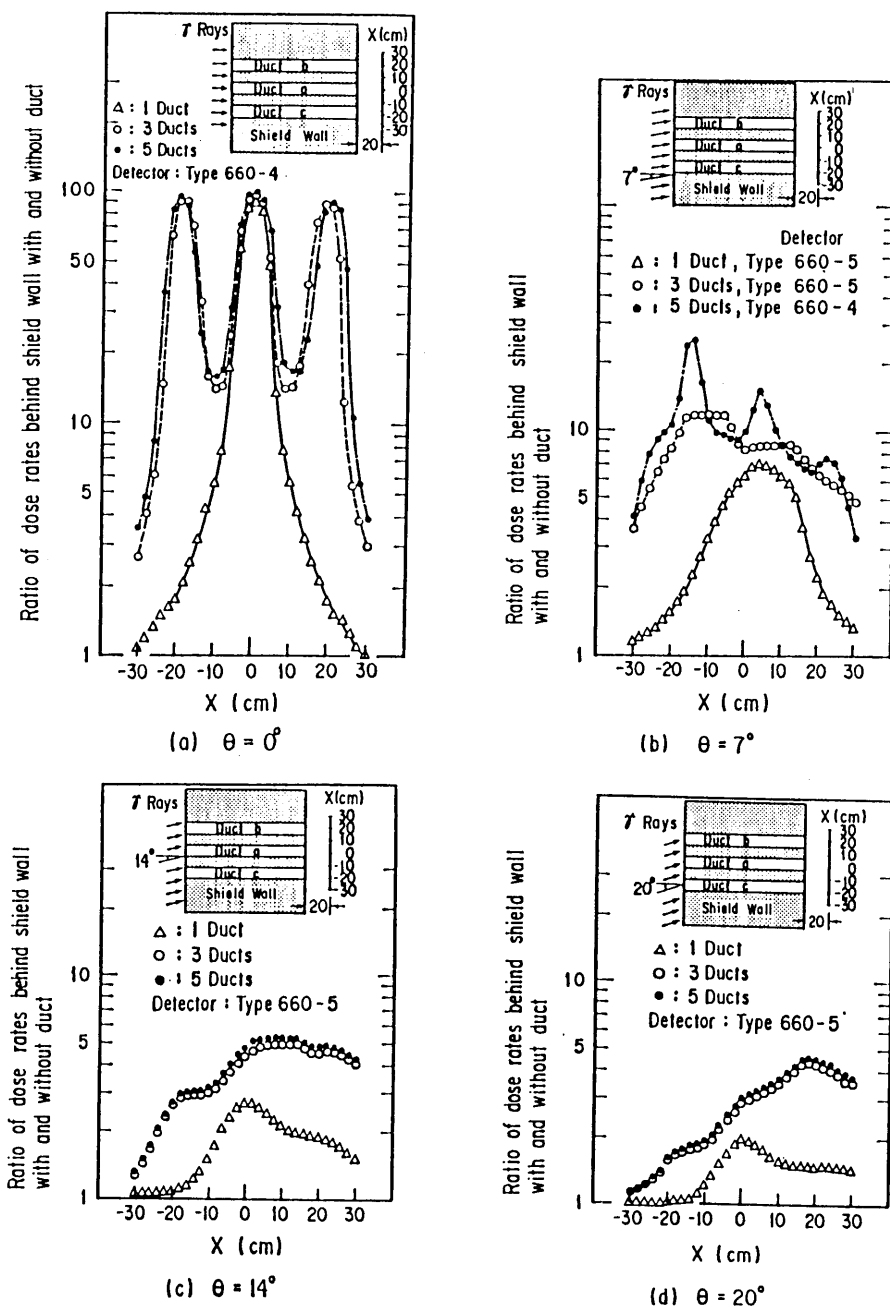 γ Rays
X (cm)
30
20
10
0
-10
-20
-30
Duct b
Duct a
Duct c
Shield Wall
20
△ : 1 Duct
○ : 3 Ducts
• : 5 Ducts
Detector : Type 660-4
Ratio of dose rates behind shield wall with and without duct
100
50
10
5
1
-30 -20 -10 0 10 20 30
X (cm)
(a) θ = 0°
γ Rays
X (cm)
30
20
10
0
-10
-20
-30
Duct b
Duct a
Duct c
7°
Shield Wall
20
Detector
△ : 1 Duct , Type 660-5
○ : 3 Ducts, Type 660-5
• : 5 Ducts, Type 660-4
Ratio of dose rates behind shield wall
with and without duct
10
5
1
-30 -20 -10 0 10 20 30
X (cm)
(b) θ = 7°
γ Rays
X (cm)
30
20
10
0
-10
-20
-30
Duct b
Duct a
Duct c
14°
Shield Wall
20
△ : 1 Duct
○ : 3 Ducts
• : 5 Ducts
Detector : Type 660-5
Ratio of dose rates behind shield wall
with and without duct
10
5
1
-30 -20 -10 0 10 20 30
X (cm)
(c) θ = 14°
γ Rays
X (cm)
30
20
10
0
-10
-20
-30
Duct b
Duct a
Duct c
20°
Shield Wall
20
△ : 1 Duct
○ : 3 Ducts
• : 5 Ducts
Detector : Type 660-5
Ratio of dose rates behind shield wall
with and without duct
10
5
1
-30 -20 -10 0 10 20 30
X (cm)
(d) θ = 20°